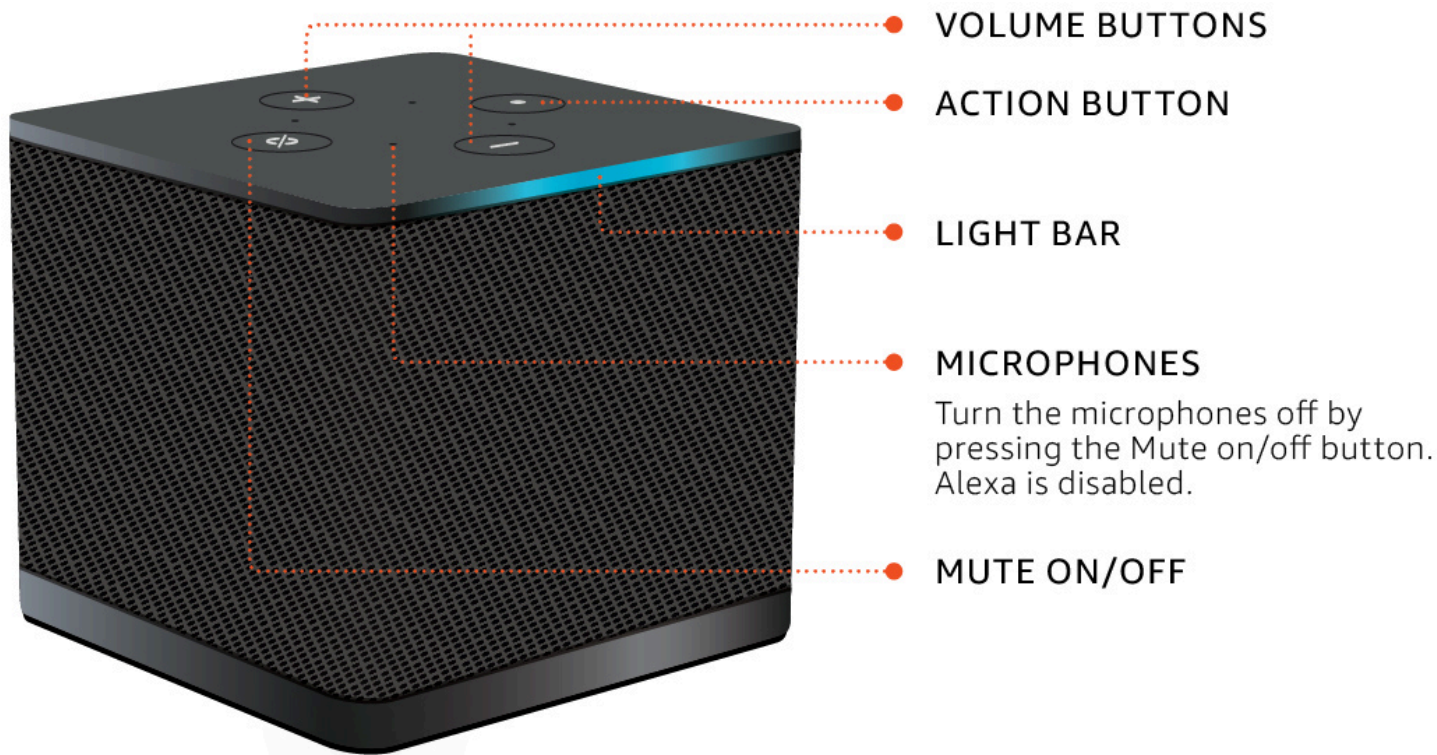 VOLUME BUTTONS
ACTION BUTTON
LIGHT BAR
MICROPHONES
Turn the microphones off by
pressing the Mute on/off button.
Alexa is disabled.
MUTE ON/OFF